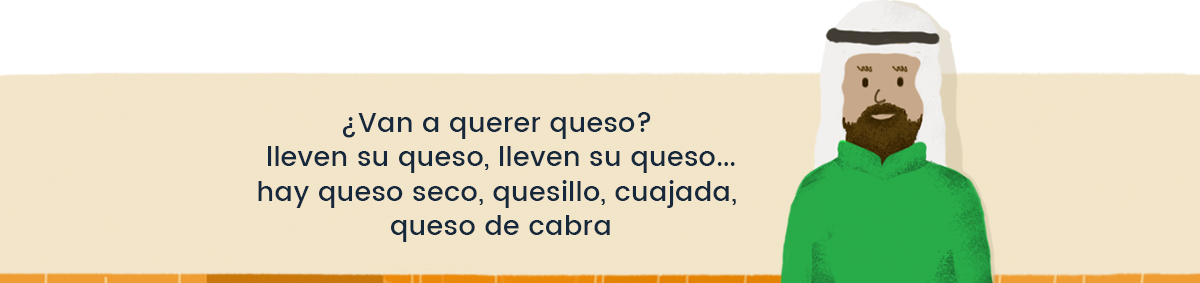 ¿Van a querer queso?
lleven su queso, lleven su queso...
hay queso seco, quesillo, cuajada,
queso de cabra